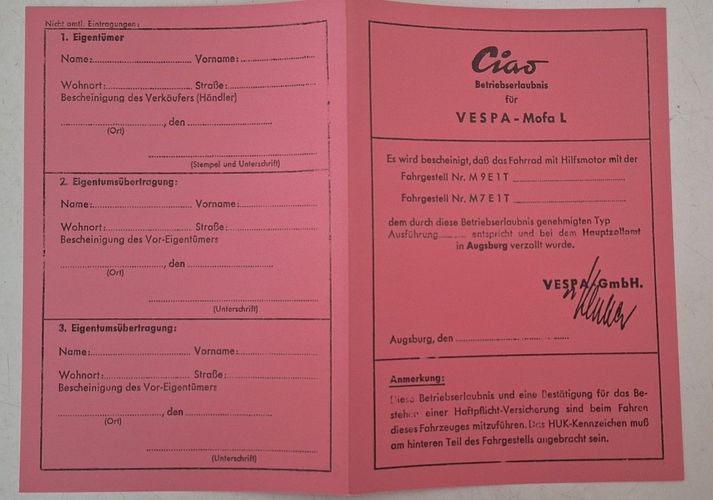 Nicht amtl. Eintragungen:
1. Eigentümer
Name:.............................. Vorname:........................
Wohnort........................ Straße:............................
Bescheinigung des Verkäufers (Händler)
............................, den ........................
(Ort)
(Stempel und Unterschrift)
2. Eigentumsübertragung:
Name:.............................. Vorname:........................
Wohnort........................ Straße:............................
Bescheinigung des Vor-Eigentümers
............................, den ........................
(Ort)
(Unterschrift)
3. Eigentumsübertragung:
Name:.............................. Vorname:........................
Wohnort:........................ Straße:............................
Bescheinigung des Vor-Eigentümers
............................, den ........................
(Ort)
(Unterschrift)
Ciao
Betriebserlaubnis
für
VESPA-Mofa L
Es wird bescheinigt, daß das Fahrrad mit Hilfsmotor mit der
Fahrgestell Nr. M9E1T ............................
Fahrgestell Nr. M7E1T ............................
dem durch diese Betriebserlaubnis genehmigten Typ
Ausführung........ entspricht und bei dem Hauptzollamt
in Augsburg verzollt wurde.
VESPA GmbH.
Augsburg, den ............................
Anmerkung:
Diese Betriebserlaubnis und eine Bestätigung für das Be-
stehen einer Haftpflicht-Versicherung sind beim Fahren
dieses Fahrzeuges mitzuführen. Das HUK-Kennzeichen muß
am hinteren Teil des Fahrgestells angebracht sein.